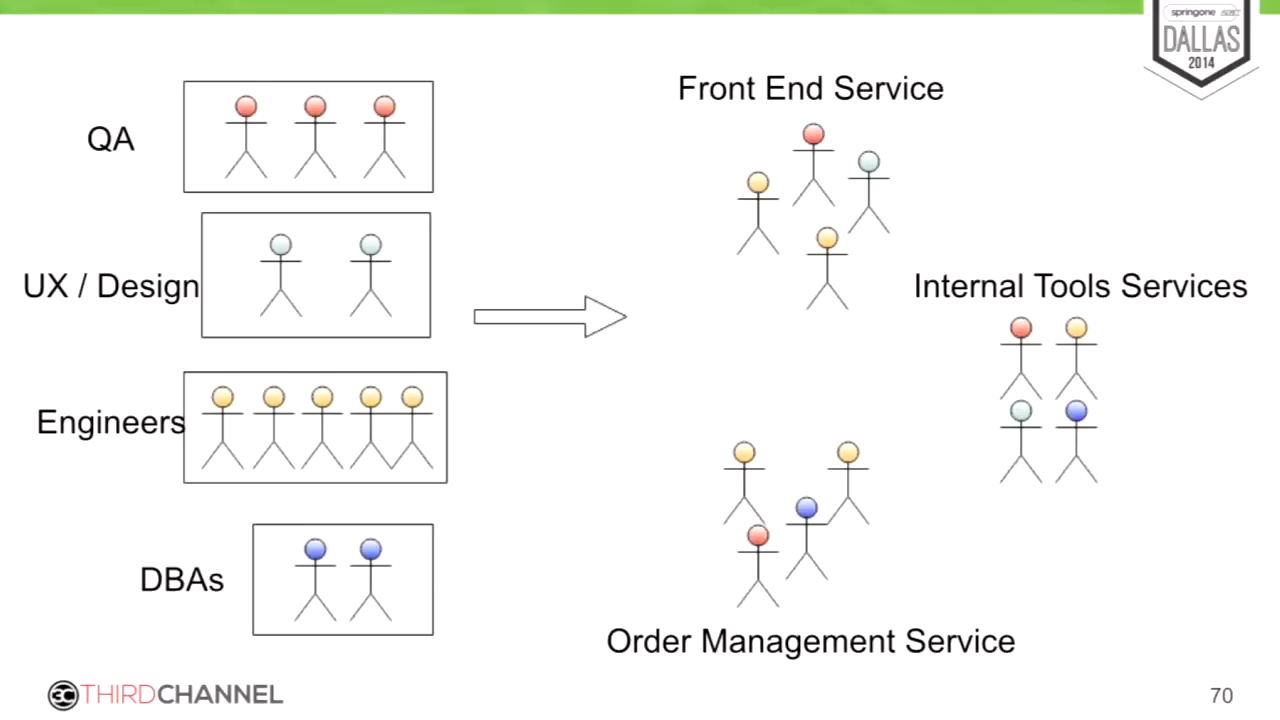 springone
DALLAS
2014
QA
UX / Design
Engineers
DBAs
Front End Service
Internal Tools Services
Order Management Service
3C THIRDCHANNEL
70